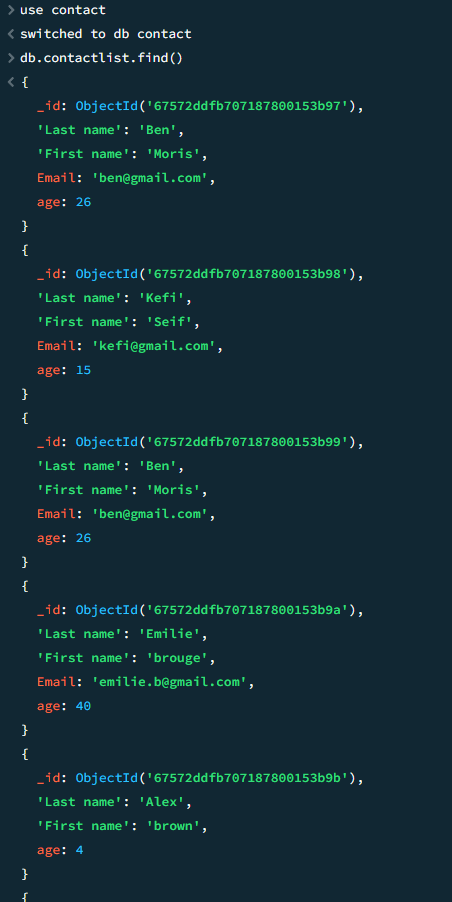 > use contact
< switched to db contact
> db.contactlist.find()
< {
_id: ObjectId('67572ddfb707187800153b97'),
'Last name': 'Ben',
'First name': 'Moris',
Email: 'ben@gmail.com',
age: 26
}
{
_id: ObjectId('67572ddfb707187800153b98'),
'Last name': 'Kefi',
'First name': 'Seif',
Email: 'kefi@gmail.com',
age: 15
}
{
_id: ObjectId('67572ddfb707187800153b99'),
'Last name': 'Ben',
'First name': 'Moris',
Email: 'ben@gmail.com',
age: 26
}
{
_id: ObjectId('67572ddfb707187800153b9a'),
'Last name': 'Emilie',
'First name': 'brouge',
Email: 'emilie.b@gmail.com',
age: 40
}
{
_id: ObjectId('67572ddfb707187800153b9b'),
'Last name': 'Alex',
'First name': 'brown',
age: 4
}
{